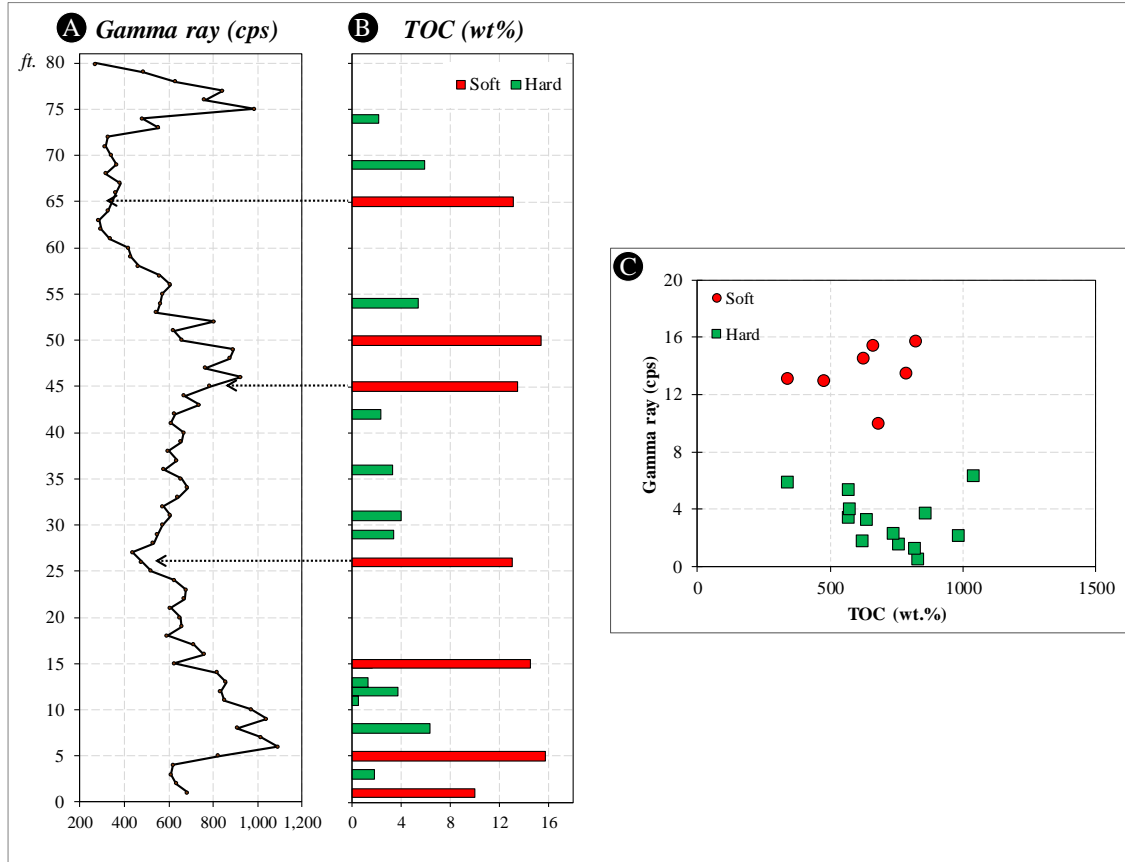 A Gamma ray (cps)
B TOC (wt%)
ft.
80
75
70
65
60
55
50
45
40
35
30
25
20
15
10
5
0
200 400 600 800 1,000 1,200
Soft Hard
0 4 8 12 16
C
Soft
Hard
Gamma ray (cps)
20
16
12
8
4
0
0 500 1000 1500
TOC (wt.%)